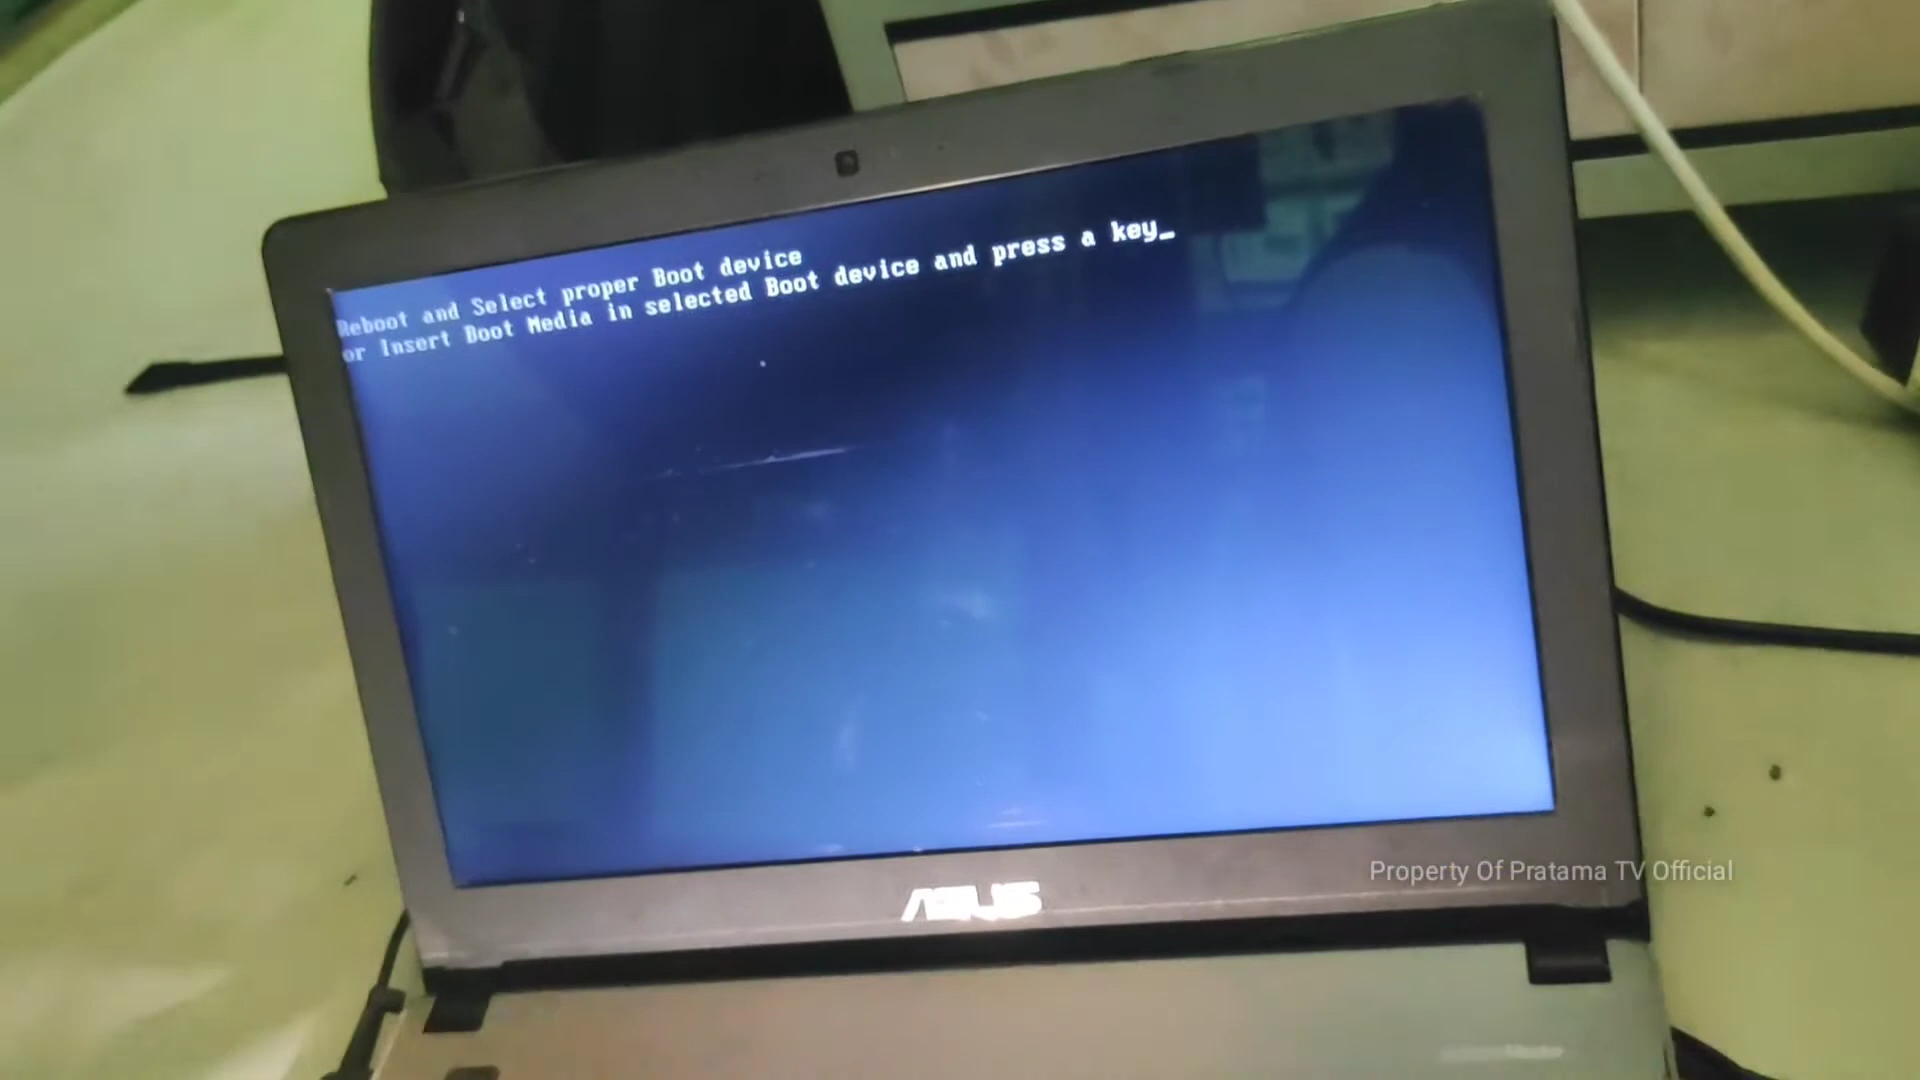 Reboot and Select proper Boot device
or Insert Boot Media in selected Boot device and press a key_
Property Of Pratama TV Official
ASUS